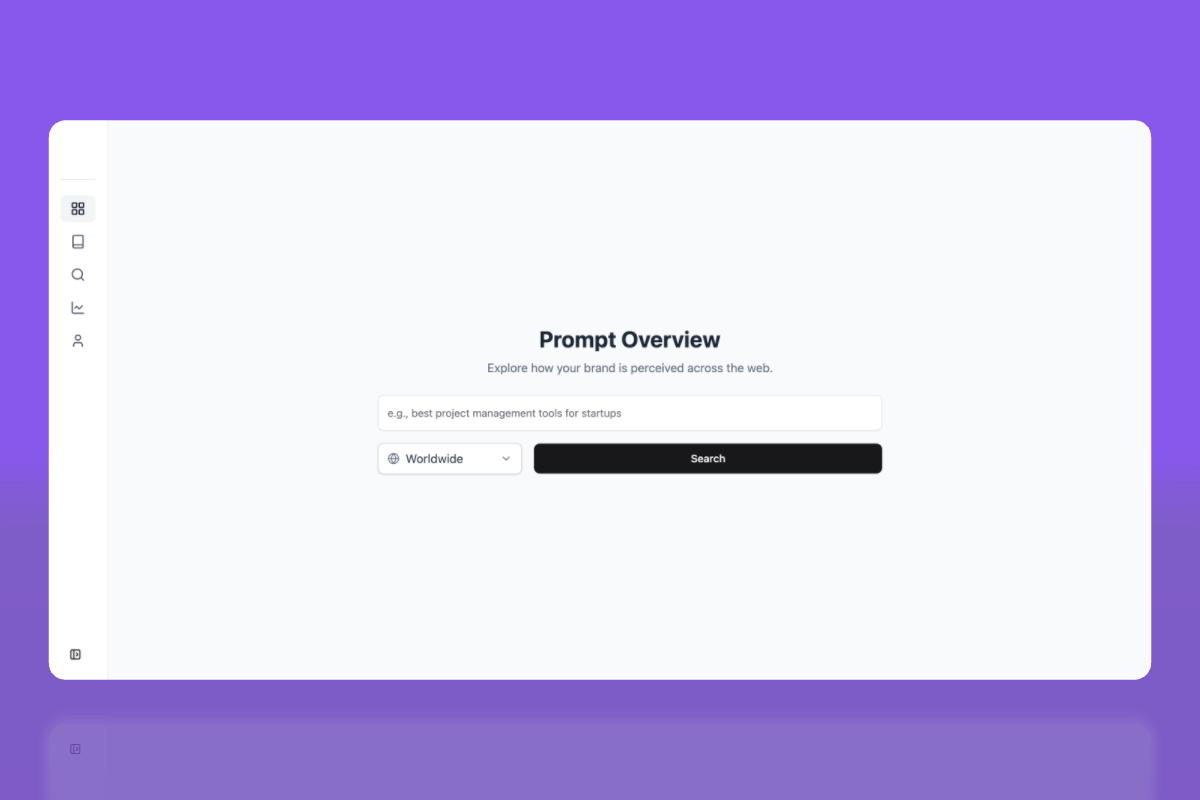 Prompt Overview
Explore how your brand is perceived across the web.
e.g., best project management tools for startups
Worldwide
Search